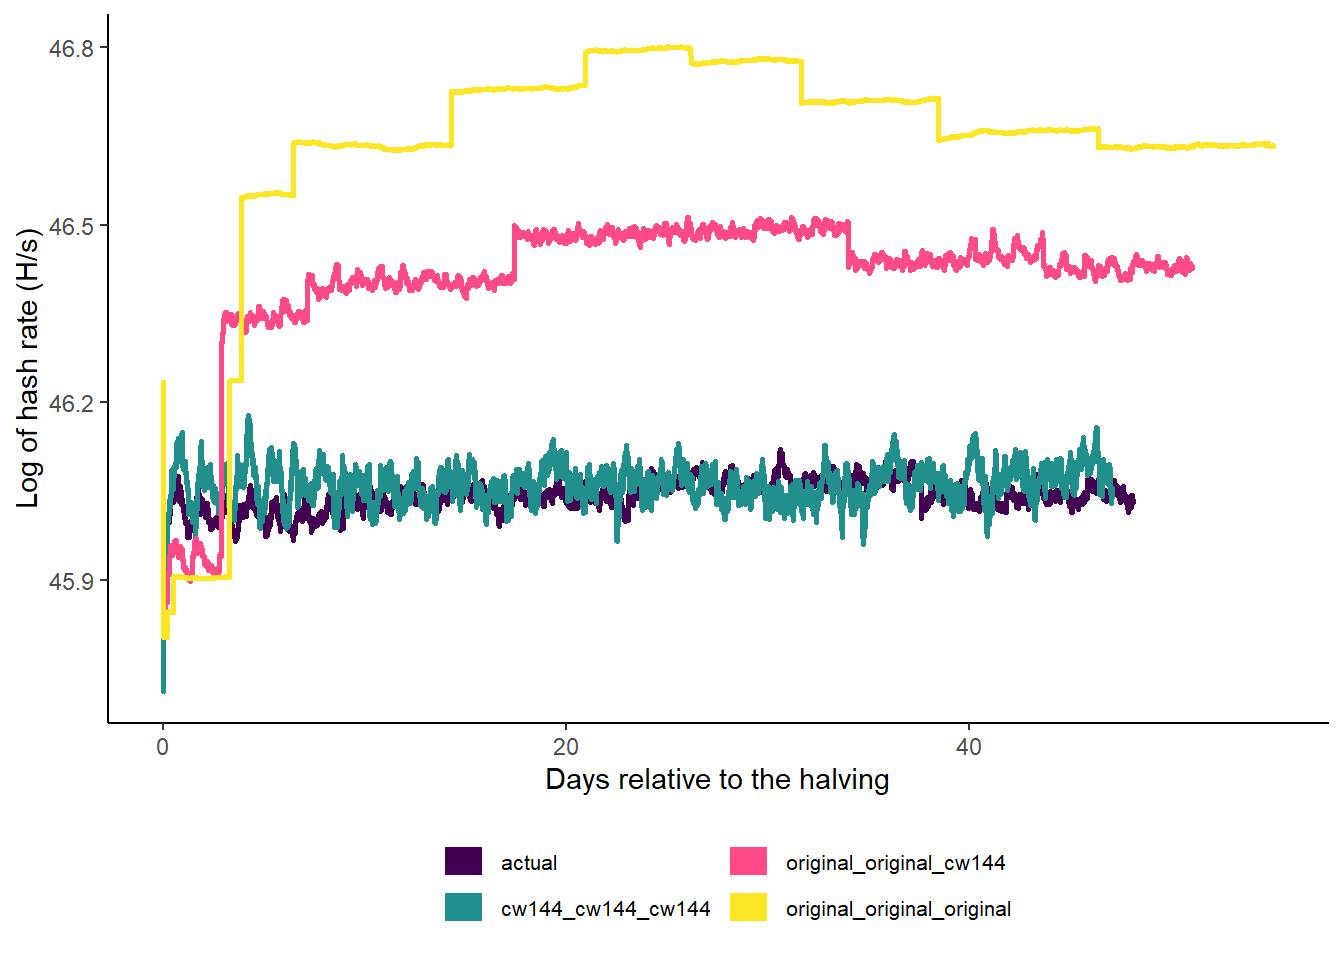 Log of hash rate (H/s)
46.8
46.5
46.2
45.9
0 20 40
Days relative to the halving
actual original_original_cw144
cw144_cw144_cw144 original_original_original